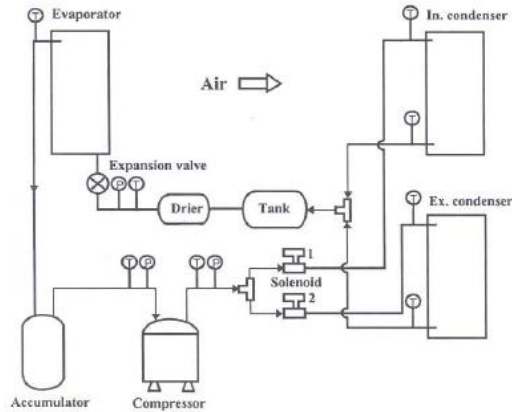 T
Evaporator
T
In. condenser
Air
T
Expansion valve
P
T
Drier
Tank
T
Ex. condenser
T
P
T
P
1
Solenoid
2
T
Accumulator
Compressor